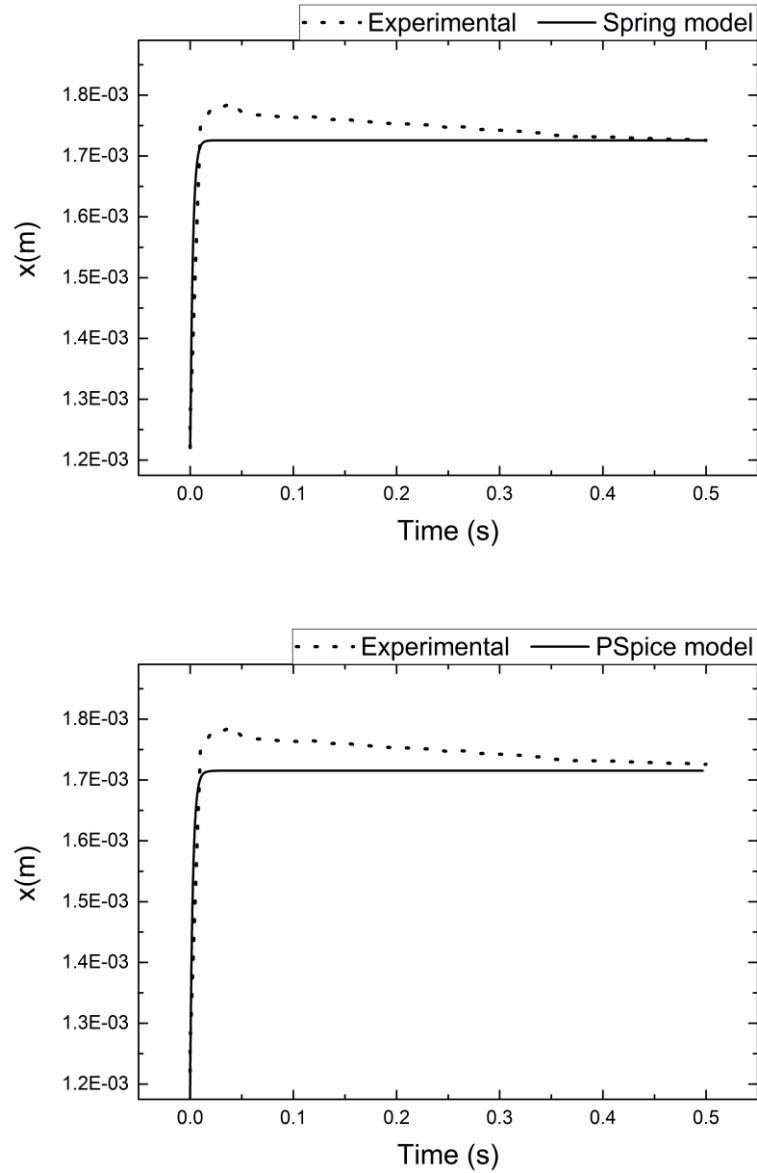 Experimental Spring model
1.8E-03
1.7E-03
1.6E-03
1.5E-03
1.4E-03
1.3E-03
1.2E-03
x(m)
0.0 0.1 0.2 0.3 0.4 0.5
Time (s)
Experimental PSpice model
1.8E-03
1.7E-03
1.6E-03
1.5E-03
1.4E-03
1.3E-03
1.2E-03
x(m)
0.0 0.1 0.2 0.3 0.4 0.5
Time (s)